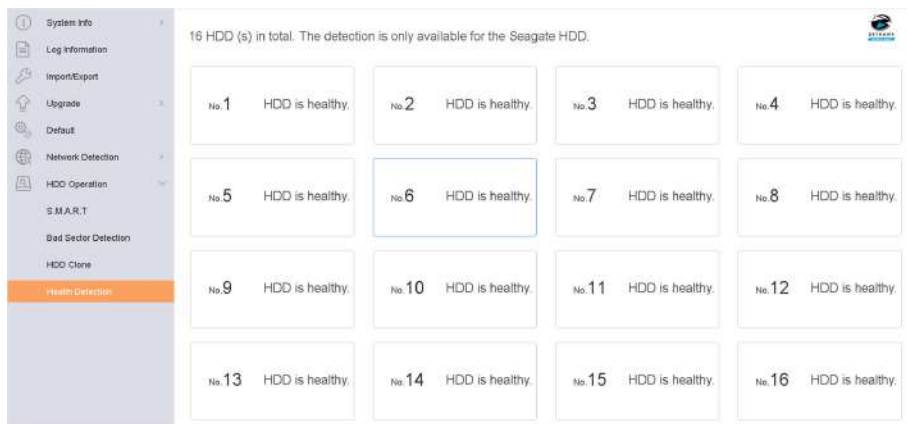 System Info
Log Information
Import/Export
Upgrade
Default
Network Detection
HDD Operation
S.M.A.R.T
Bad Sector Detection
HDD Clone
Health Detection
16 HDD (s) in total. The detection is only available for the Seagate HDD.
No.1 HDD is healthy.
No.2 HDD is healthy.
No.3 HDD is healthy.
No.4 HDD is healthy.
No.5 HDD is healthy.
No.6 HDD is healthy.
No.7 HDD is healthy.
No.8 HDD is healthy.
No.9 HDD is healthy.
No.10 HDD is healthy.
No.11 HDD is healthy.
No.12 HDD is healthy.
No.13 HDD is healthy.
No.14 HDD is healthy.
No.15 HDD is healthy.
No.16 HDD is healthy.